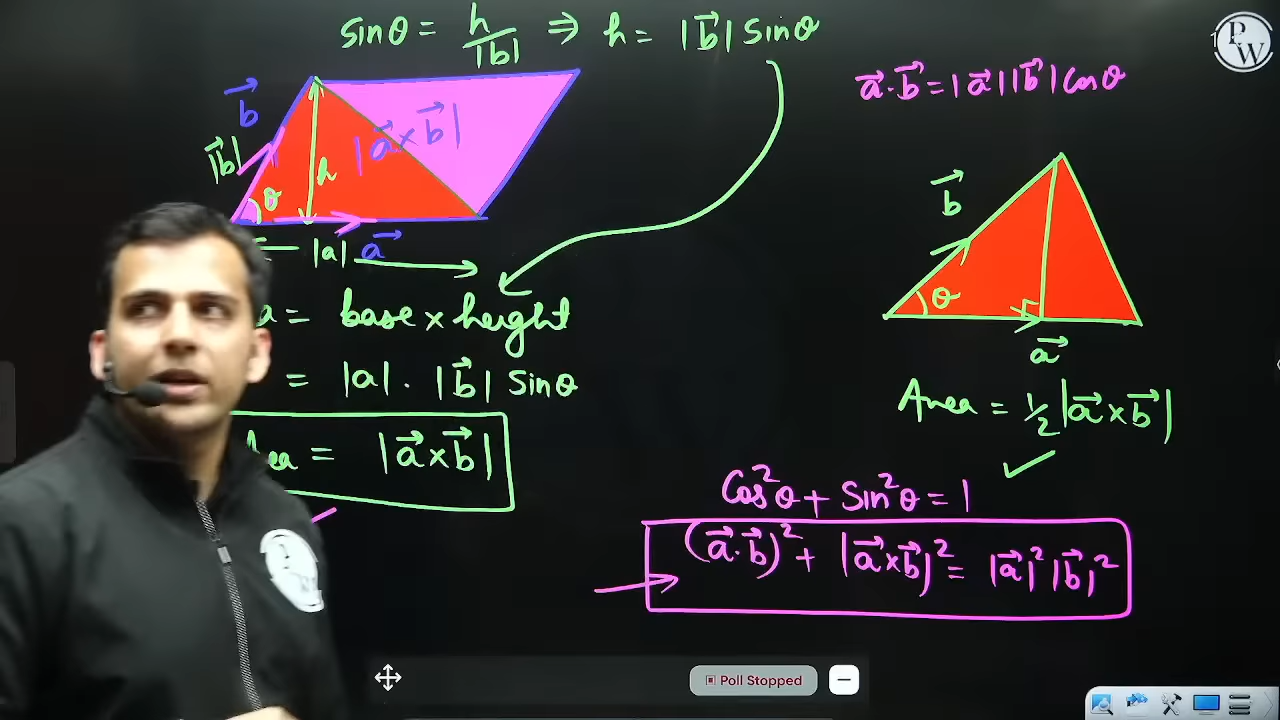 sinθ = h/|b| ⇒ h = |b⃗| sinθ
b⃗
|b⃗|
|a⃗×b⃗|
h
θ
|a| a⃗
a = base × height
= |a| . |b⃗| Sinθ
ea = |a⃗×b⃗|
PW
a⃗.b⃗ = |a⃗||b⃗| cosθ
b⃗
θ
a⃗
Area = 1/2 |a⃗×b⃗|
Cos²θ + Sin²θ = 1
(a⃗.b⃗)² + |a⃗×b⃗|² = |a⃗|²|b⃗|²
Poll Stopped